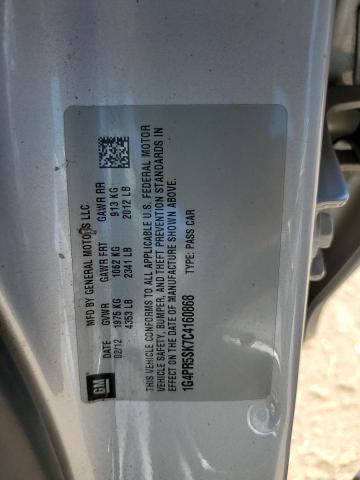 GM
MFD BY GENERAL MOTORS LLC
DATE GVWR GAWR FRT GAWR RR
02/12 1975 KG 1062 KG 913 KG
4353 LB 2341 LB 2012 LB
THIS VEHICLE CONFORMS TO ALL APPLICABLE U.S. FEDERAL MOTOR
VEHICLE SAFETY, BUMPER, AND THEFT PREVENTION STANDARDS IN
EFFECT ON THE DATE OF MANUFACTURE SHOWN ABOVE.
1G4PR5SK7C4160868 TYPE: PASS CAR